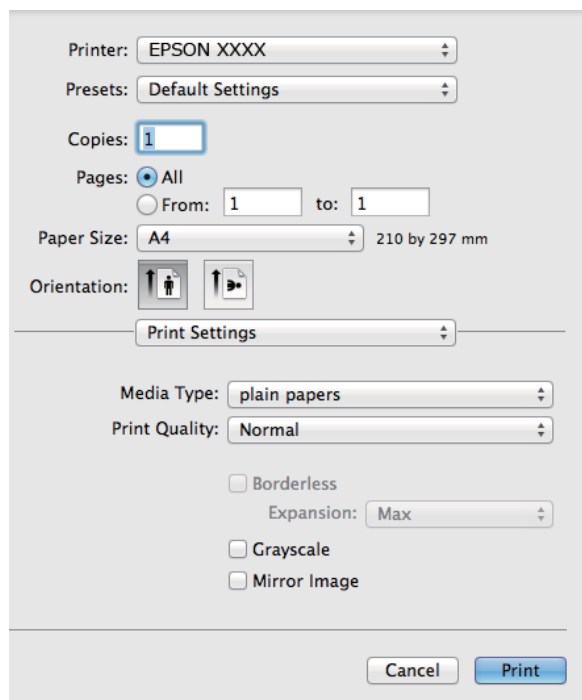 Printer: EPSON XXXX
Presets: Default Settings
Copies: 1
Pages: All
From: 1 to: 1
Paper Size: A4 210 by 297 mm
Orientation:
Print Settings
Media Type: plain papers
Print Quality: Normal
Borderless
Expansion: Max
Grayscale
Mirror Image
Cancel Print